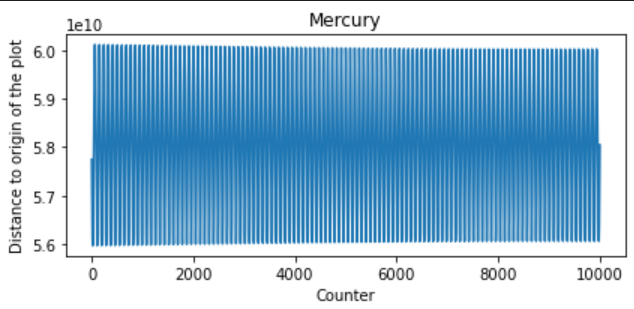 Mercury
1e10
6.0
5.9
5.8
5.7
5.6
Distance to origin of the plot
0 2000 4000 6000 8000 10000
Counter